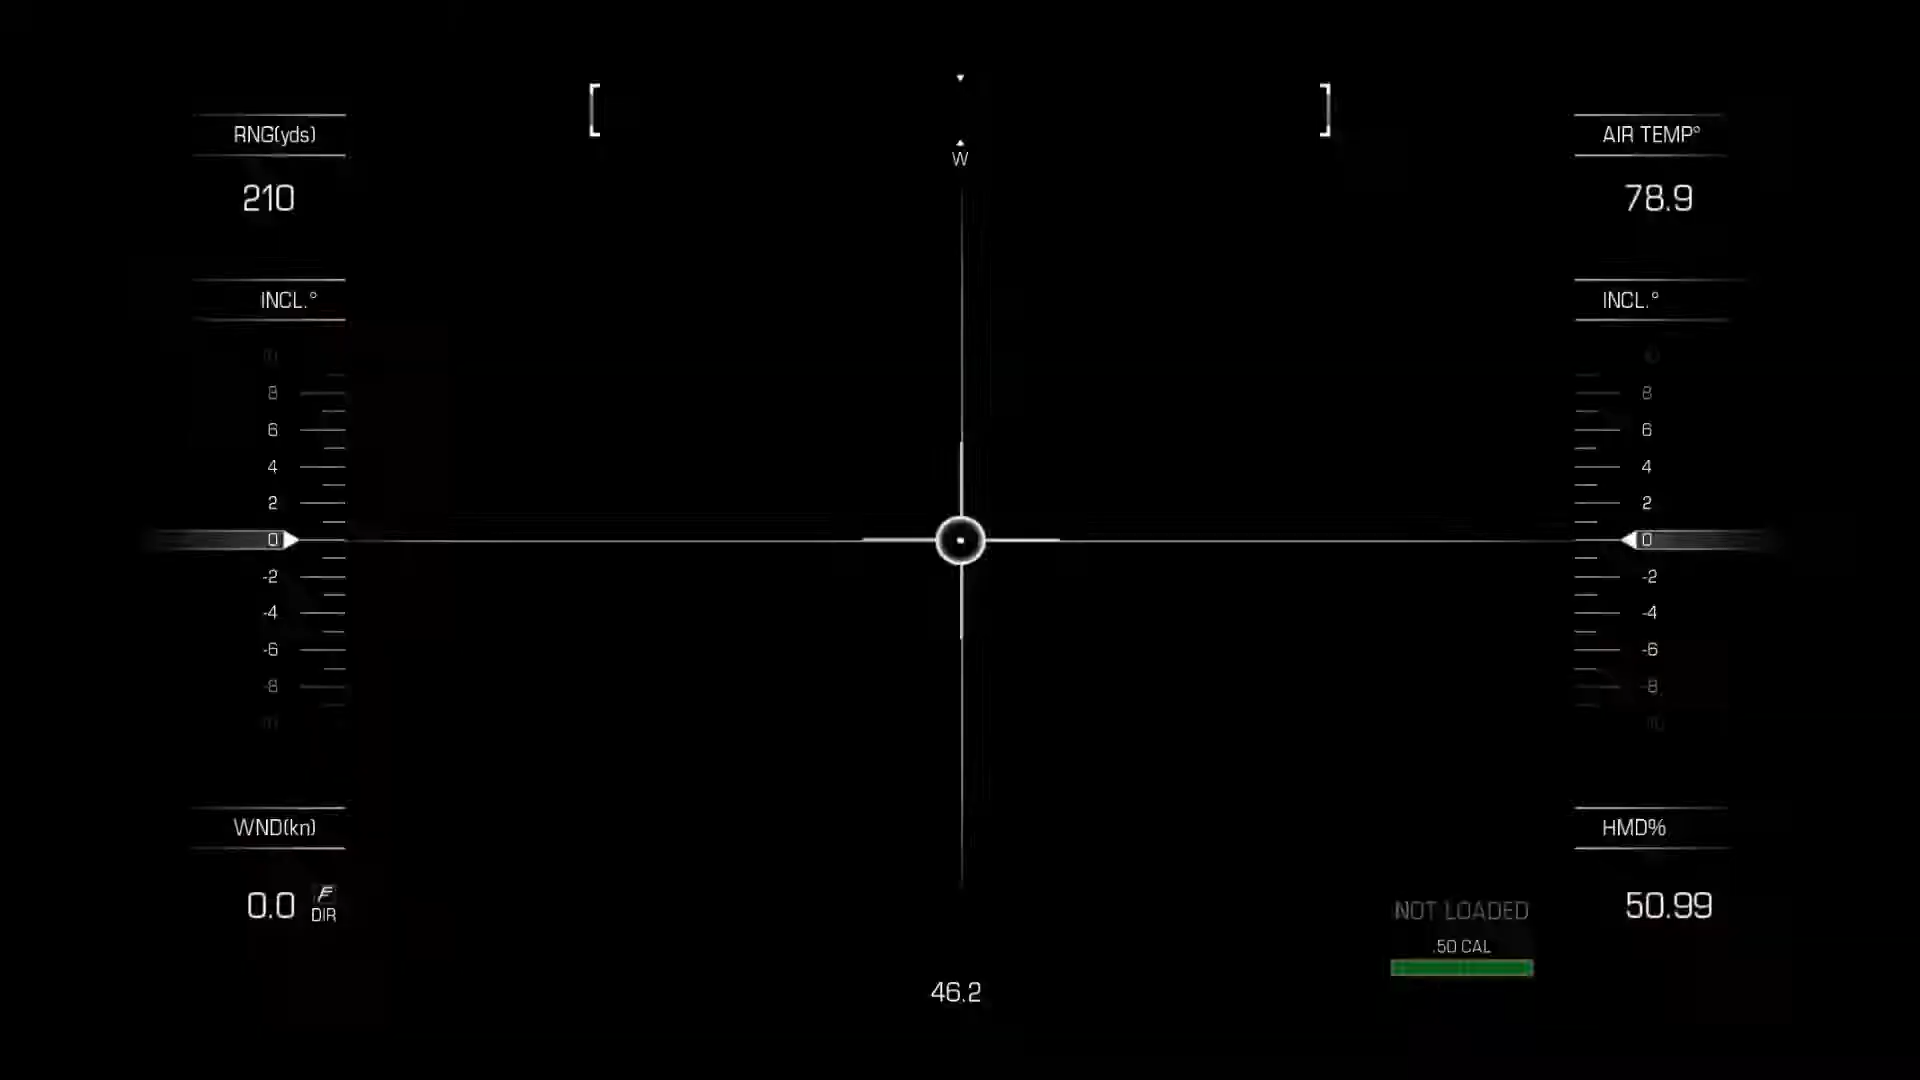 W
RNG(yds)
210
INCL.°
8
6
4
2
0
-2
-4
-6
-8
WND(kn)
0.0
DIR
AIR TEMP°
78.9
INCL.°
8
6
4
2
0
-2
-4
-6
-8
HMD%
50.99
NOT LOADED
.50 CAL
46.2